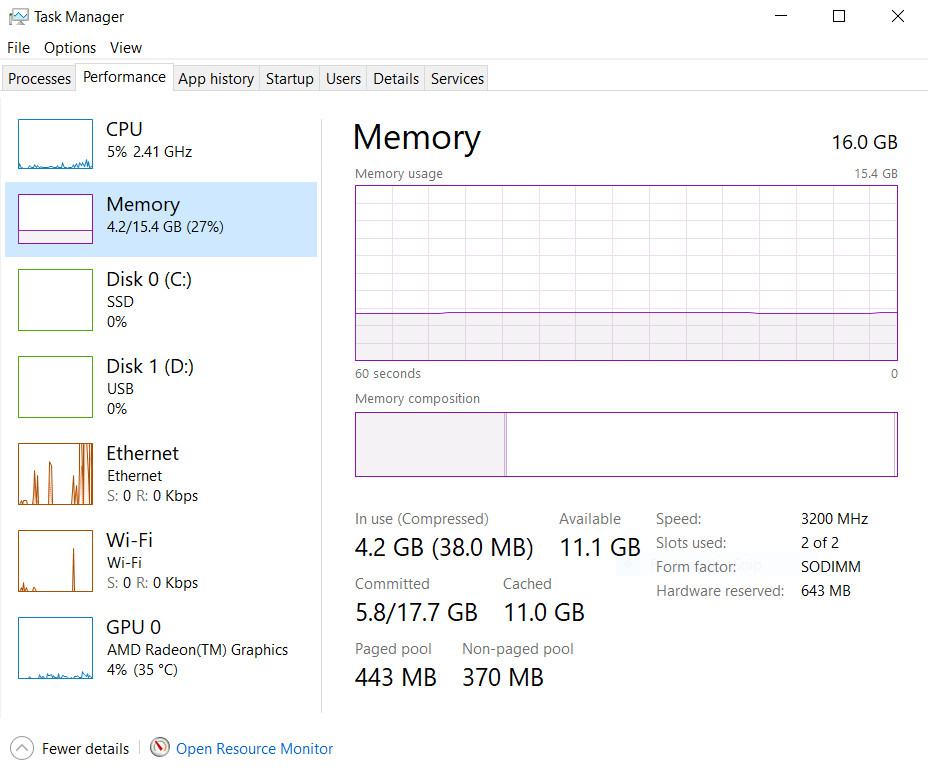 Task Manager
File Options View
Processes Performance App history Startup Users Details Services
CPU
5% 2.41 GHz
Memory
4.2/15.4 GB (27%)
Disk 0 (C:)
SSD
0%
Disk 1 (D:)
USB
0%
Ethernet
Ethernet
S: 0 R: 0 Kbps
Wi-Fi
Wi-Fi
S: 0 R: 0 Kbps
GPU 0
AMD Radeon(TM) Graphics
4% (35 °C)
Memory 16.0 GB
Memory usage 15.4 GB
60 seconds 0
Memory composition
In use (Compressed) Available
4.2 GB (38.0 MB) 11.1 GB
Committed Cached
5.8/17.7 GB 11.0 GB
Paged pool Non-paged pool
443 MB 370 MB
Speed: 3200 MHz
Slots used: 2 of 2
Form factor: SODIMM
Hardware reserved: 643 MB
Fewer details Open Resource Monitor